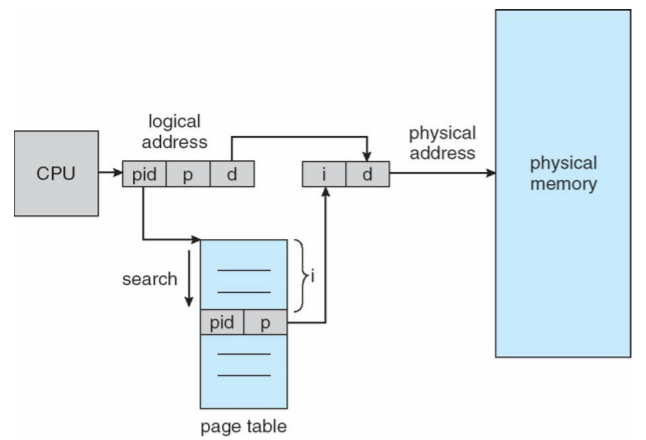 logical
address
physical
address
CPU
pid p d
i d
physical
memory
search
i
pid p
page table